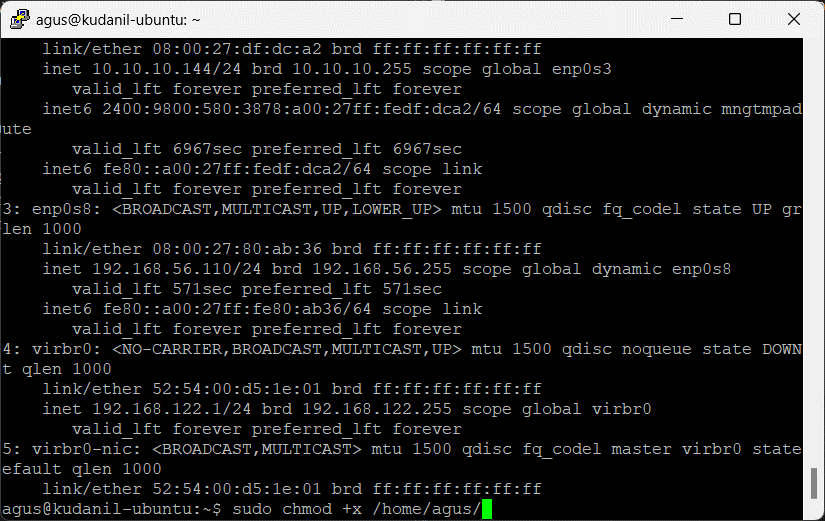 agus@kudanil-ubuntu: ~
link/ether 08:00:27:df:dc:a2 brd ff:ff:ff:ff:ff:ff
inet 10.10.10.144/24 brd 10.10.10.255 scope global enp0s3
valid_lft forever preferred_lft forever
inet6 2400:9800:580:3878:a00:27ff:fedf:dca2/64 scope global dynamic mngtmpad
ute
valid_lft 6967sec preferred_lft 6967sec
inet6 fe80::a00:27ff:fedf:dca2/64 scope link
valid_lft forever preferred_lft forever
3: enp0s8: <BROADCAST,MULTICAST,UP,LOWER_UP> mtu 1500 qdisc fq_codel state UP gr
len 1000
link/ether 08:00:27:80:ab:36 brd ff:ff:ff:ff:ff:ff
inet 192.168.56.110/24 brd 192.168.56.255 scope global dynamic enp0s8
valid_lft 571sec preferred_lft 571sec
inet6 fe80::a00:27ff:fe80:ab36/64 scope link
valid_lft forever preferred_lft forever
4: virbr0: <NO-CARRIER,BROADCAST,MULTICAST,UP> mtu 1500 qdisc noqueue state DOWN
t qlen 1000
link/ether 52:54:00:d5:1e:01 brd ff:ff:ff:ff:ff:ff
inet 192.168.122.1/24 brd 192.168.122.255 scope global virbr0
valid_lft forever preferred_lft forever
5: virbr0-nic: <BROADCAST,MULTICAST> mtu 1500 qdisc fq_codel master virbr0 state
efault qlen 1000
link/ether 52:54:00:d5:1e:01 brd ff:ff:ff:ff:ff:ff
agus@kudanil-ubuntu:~$ sudo chmod +x /home/agus/